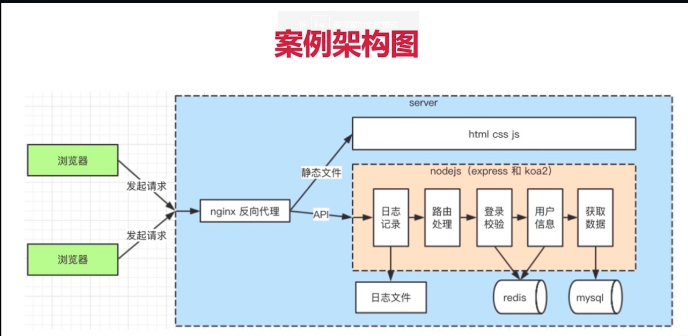 案例架构图
server
浏览器
发起请求
浏览器
发起请求
nginx 反向代理
静态文件
API
html css js
nodejs（express 和 koa2）
日志
记录
路由
处理
登录
校验
用户
信息
获取
数据
日志文件
redis
mysql